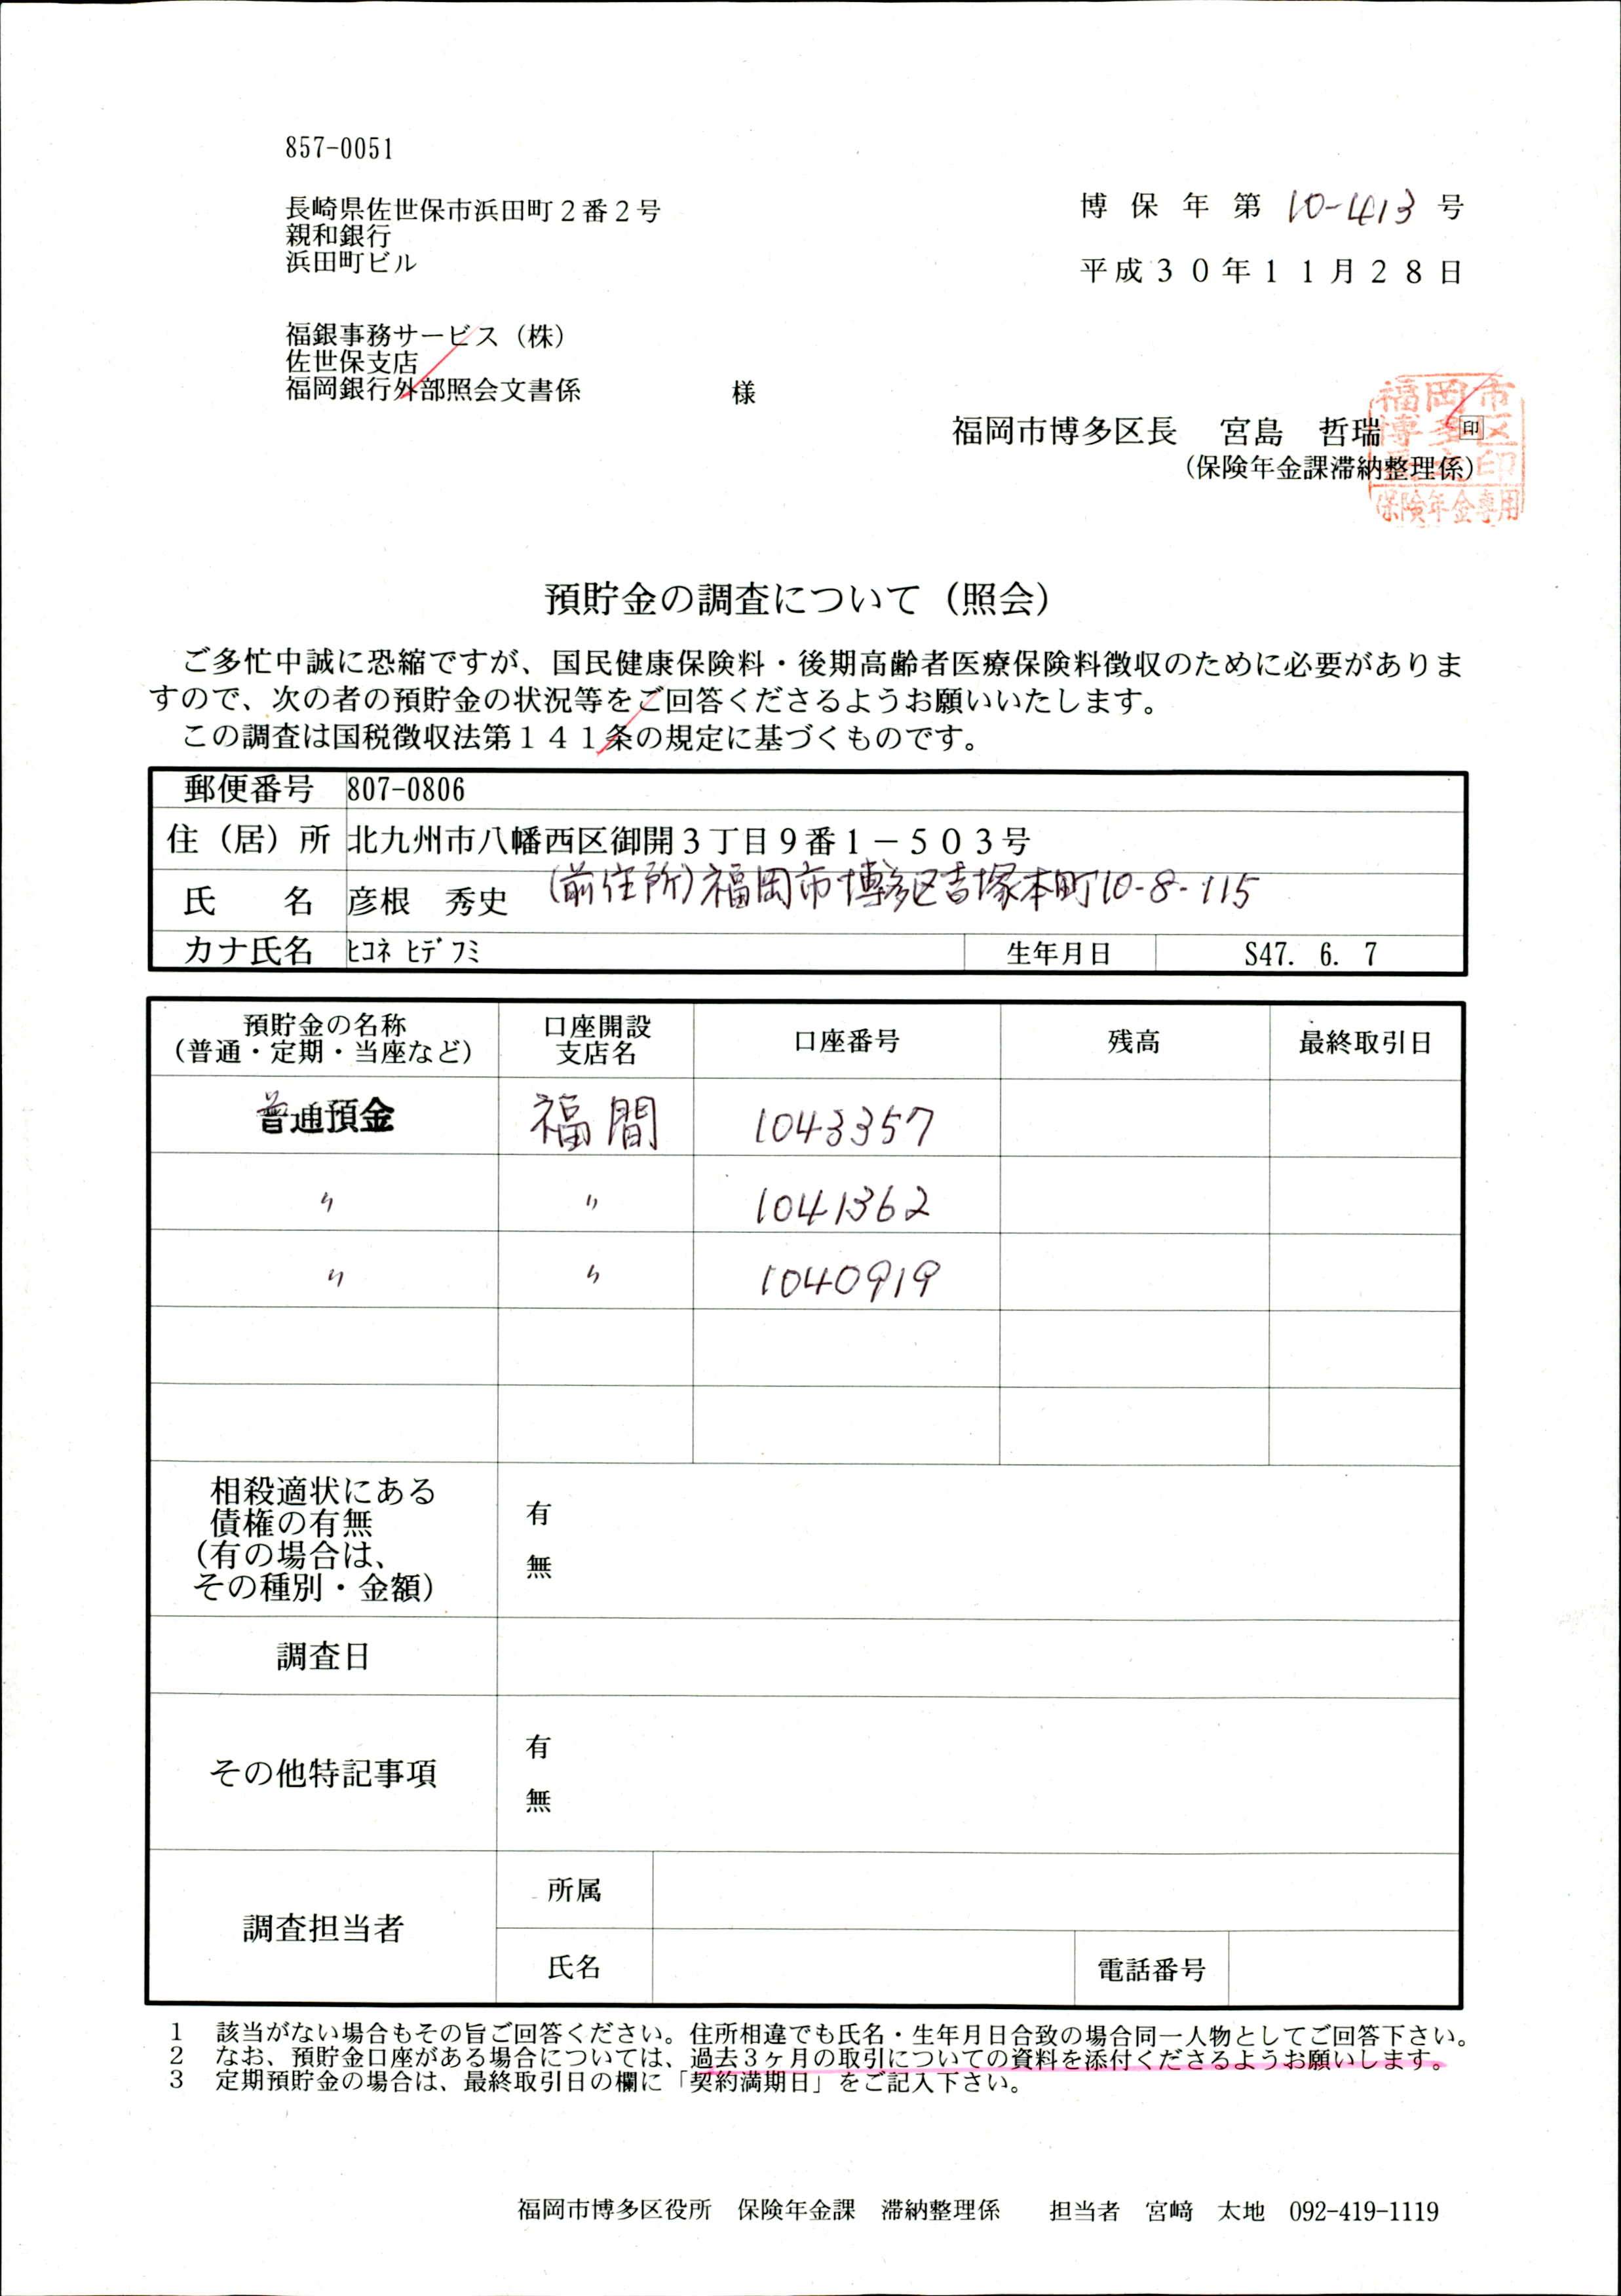 857-0051
長崎県佐世保市浜田町２番２号
親和銀行
浜田町ビル
博保年第 10-413 号
平成３０年１１月２８日
福銀事務サービス（株）
佐世保支店
福岡銀行外部照会文書係　様
福岡市博多区長　宮島　哲瑞　印
（保険年金課滞納整理係）
福岡市
博多区
印
保険年金専用
預貯金の調査について（照会）
ご多忙中誠に恐縮ですが、国民健康保険料・後期高齢者医療保険料徴収のために必要がありま
すので、次の者の預貯金の状況等をご回答くださるようお願いいたします。
この調査は国税徴収法第１４１条の規定に基づくものです。
郵便番号 807-0806
住（居）所 北九州市八幡西区御開３丁目９番１－５０３号
(前住所)福岡市博多区吉塚本町10-8-115
氏　名 彦根　秀史
カナ氏名 ﾋｺﾈ ﾋﾃﾞﾌﾐ 生年月日 S47. 6. 7
預貯金の名称
（普通・定期・当座など） 口座開設
支店名 口座番号 残高 最終取引日
普通預金 福間 1043357
〃 〃 1041362
〃 〃 1040919
相殺適状にある
債権の有無
（有の場合は、
その種別・金額）
有
無
調査日
その他特記事項
有
無
調査担当者
所属
氏名 電話番号
1　該当がない場合もその旨ご回答ください。住所相違でも氏名・生年月日合致の場合同一人物としてご回答下さい。
2　なお、預貯金口座がある場合については、過去３ヶ月の取引についての資料を添付くださるようお願いします。
3　定期預貯金の場合は、最終取引日の欄に「契約満期日」をご記入下さい。
福岡市博多区役所　保険年金課　滞納整理係　担当者　宮﨑　太地　092-419-1119